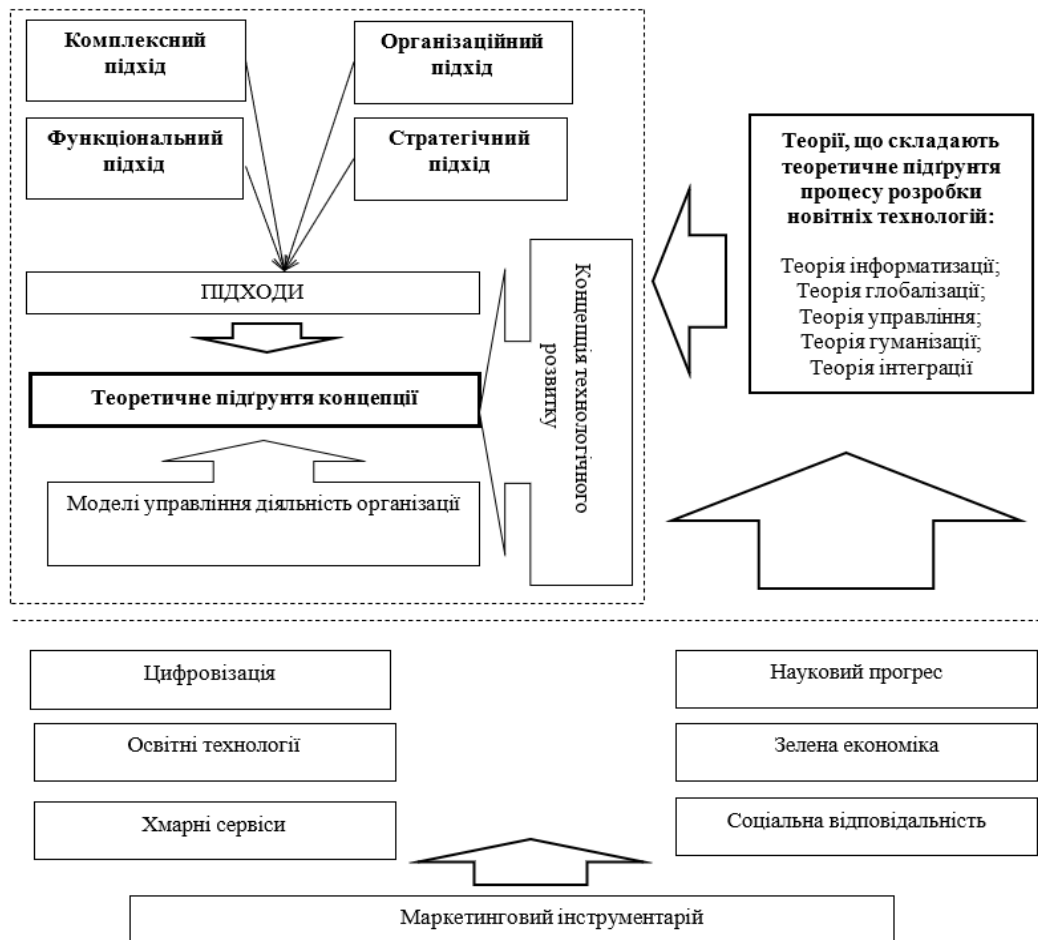 Комплексний
підхід
Організаційний
підхід
Функціональний
підхід
Стратегічний
підхід
ПІДХОДИ
Теоретичне підґрунтя концепції
Моделі управління діяльність організації
Концепція технологічного
розвитку
Теорії, що складають
теоретичне підґрунтя
процесу розробки
новітніх технологій:
Теорія інформатизації;
Теорія глобалізації;
Теорія управління;
Теорія гуманізації;
Теорія інтеграції
Цифровізація
Науковий прогрес
Освітні технології
Зелена економіка
Хмарні сервіси
Соціальна відповідальність
Маркетинговий інструментарій